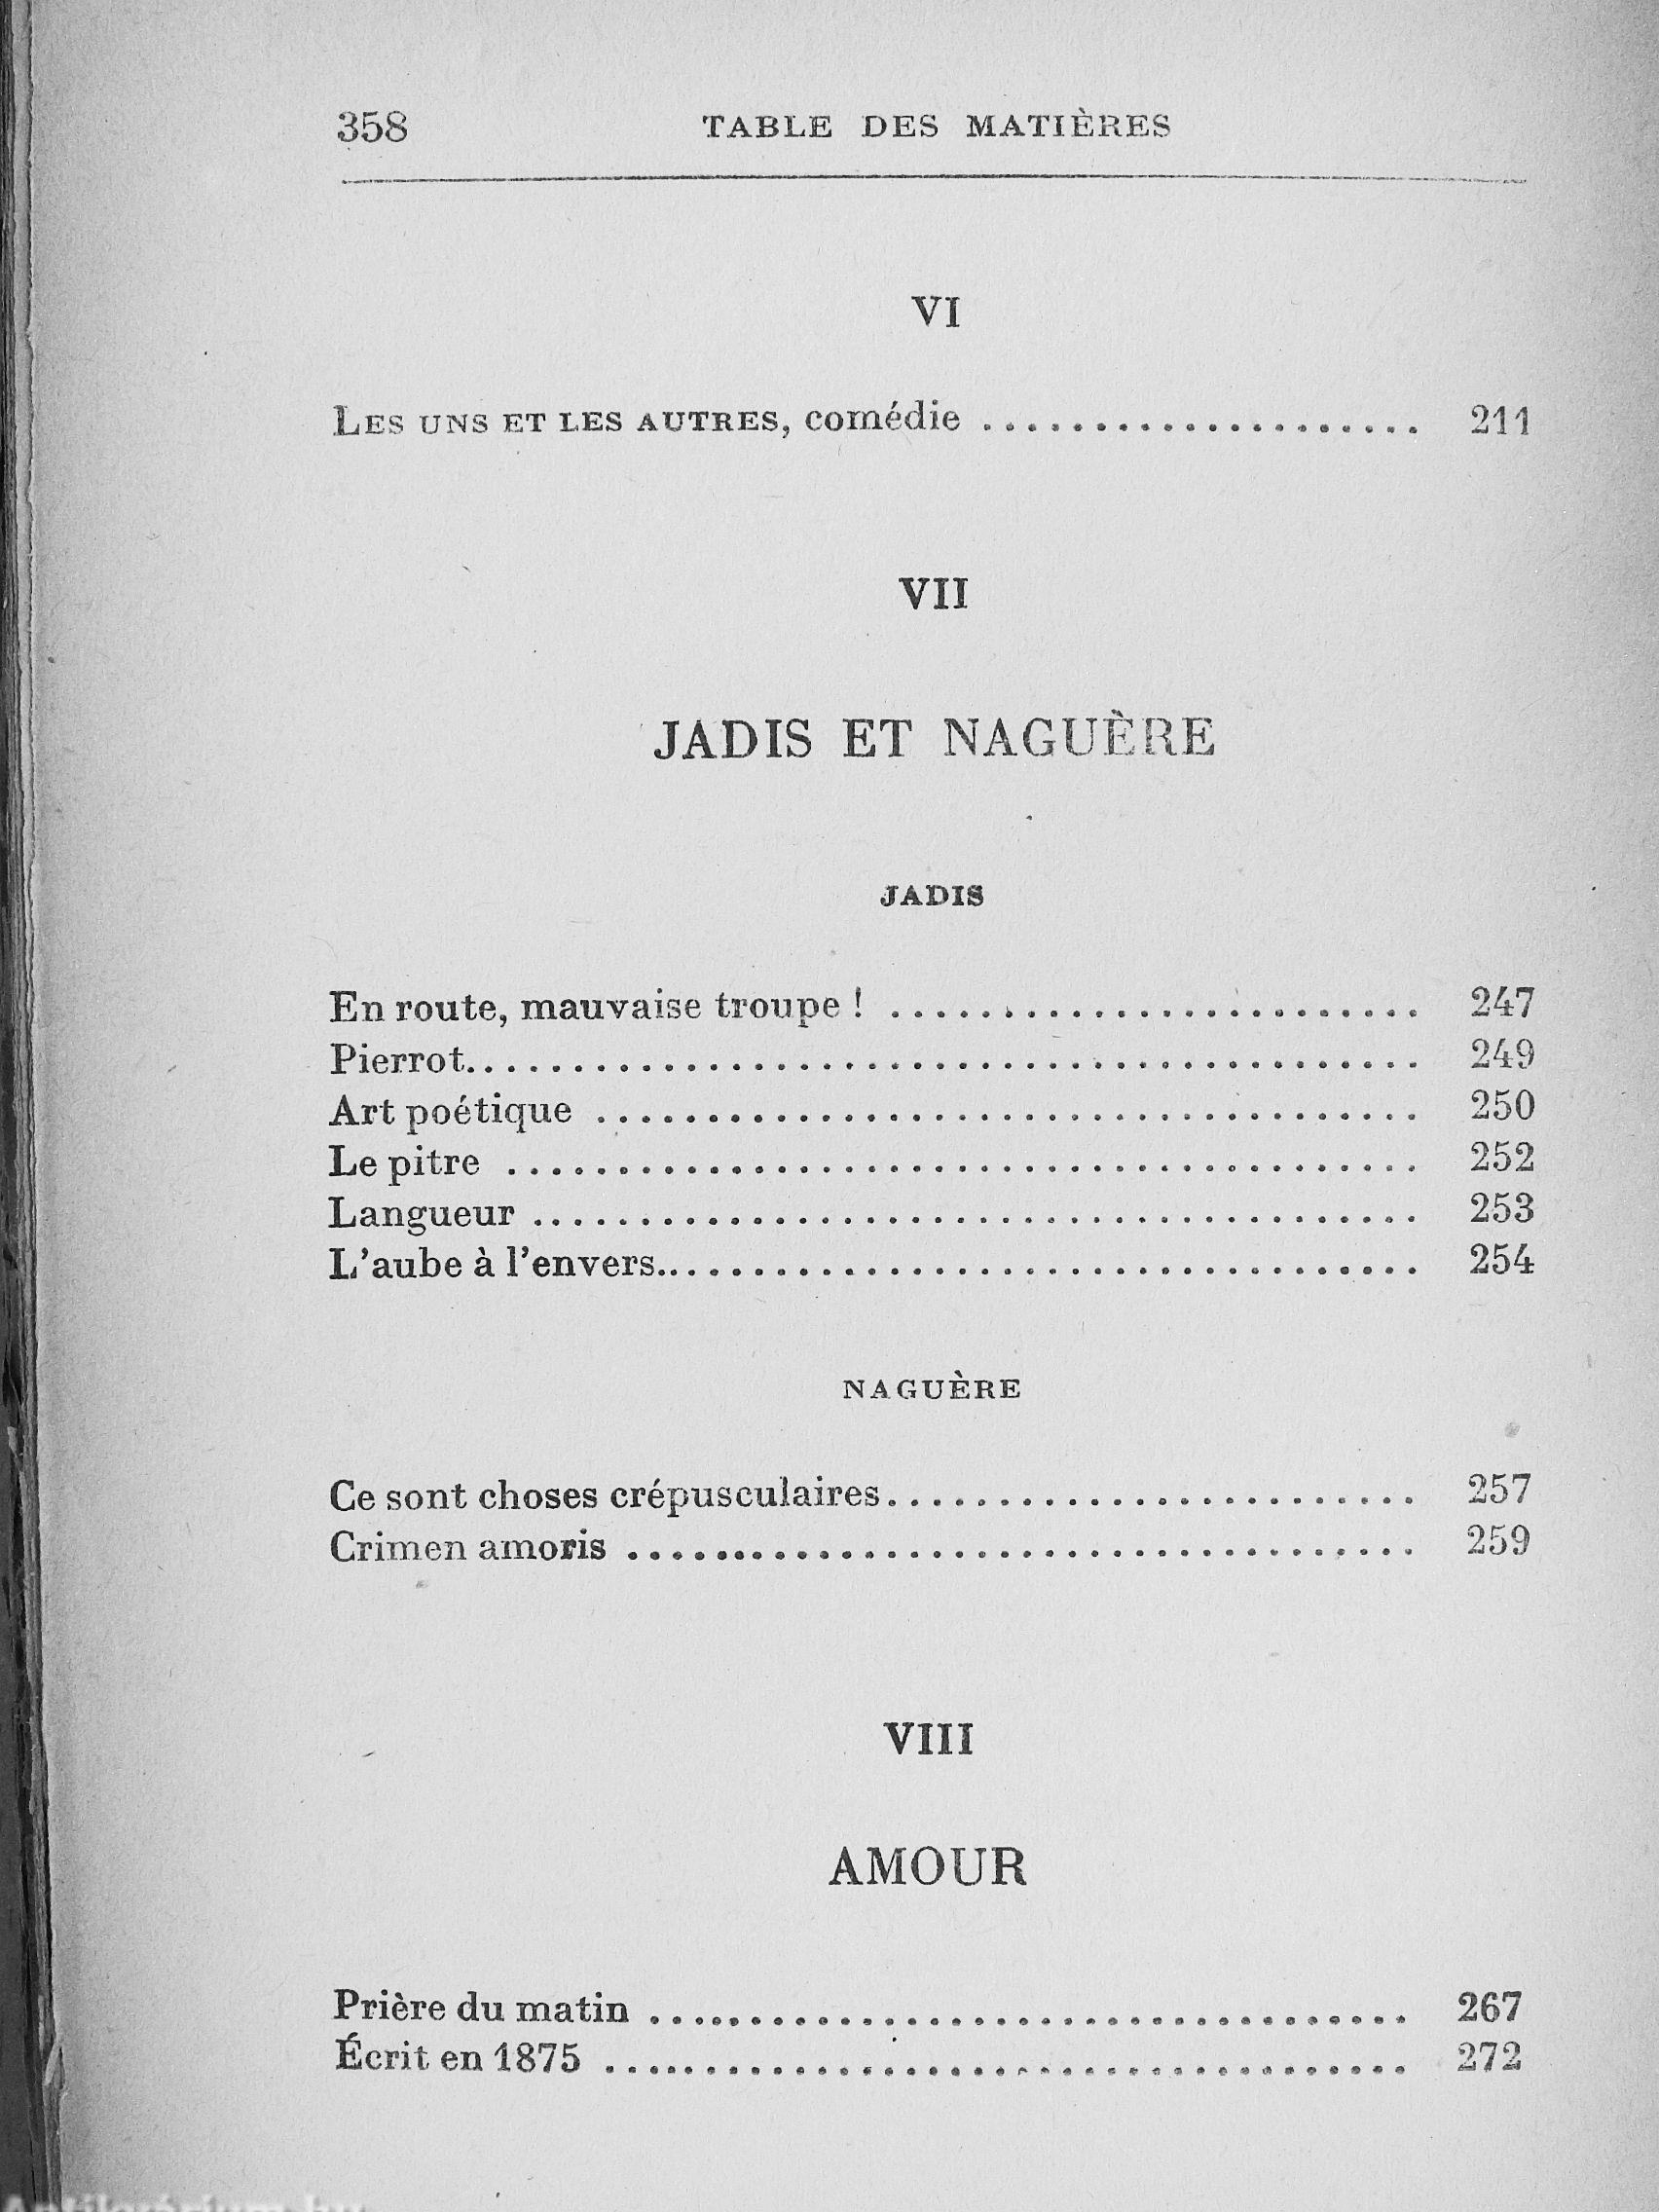 358 TABLE DES MATIÈRES
VI
LES UNS ET LES AUTRES, comédie .................... 211
VII
JADIS ET NAGUÈRE
JADIS
En route, mauvaise troupe ! ........................ 247
Pierrot........................................... 249
Art poétique ..................................... 250
Le pitre ......................................... 252
Langueur ........................................ 253
L'aube à l'envers.................................. 254
NAGUÈRE
Ce sont choses crépusculaires........................ 257
Crimen amoris .................................... 259
VIII
AMOUR
Prière du matin ................................... 267
Écrit en 1875 ..................................... 272